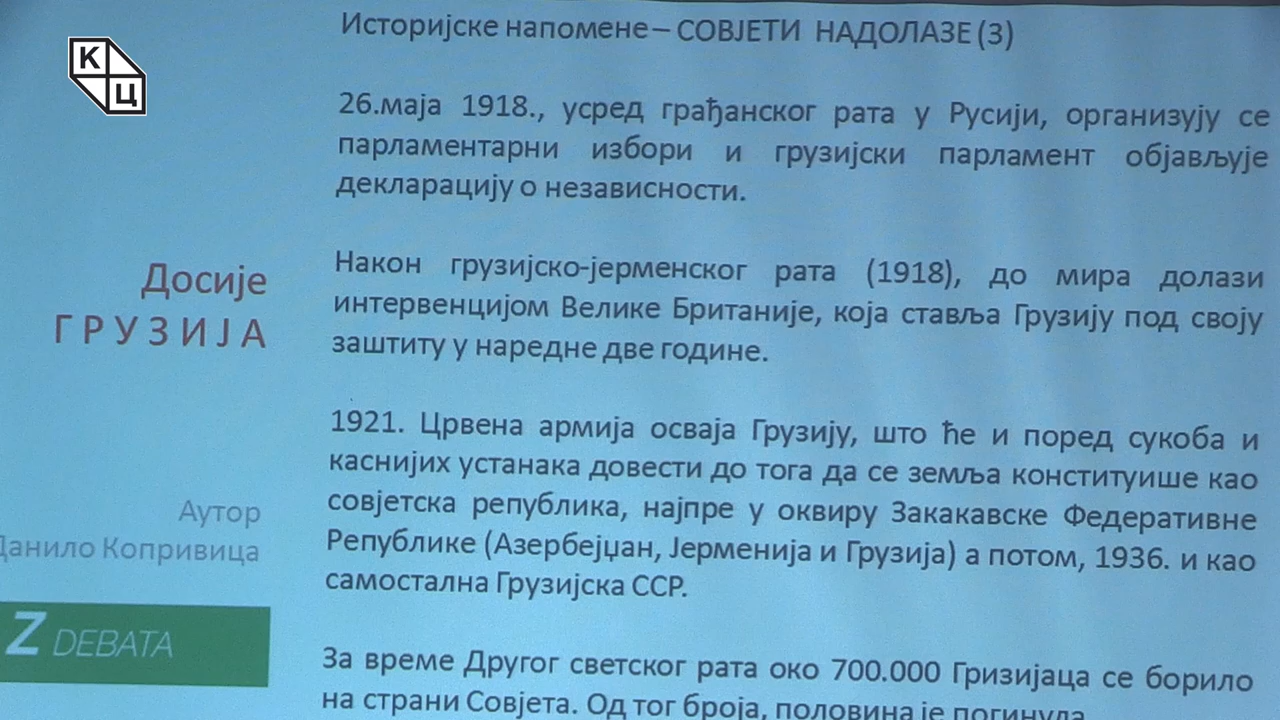 К
Ц
Историјске напомене – СОВЈЕТИ НАДОЛАЗЕ (3)
26.маја 1918., усред грађанског рата у Русији, организују се
парламентарни избори и грузијски парламент објављује
декларацију о независности.
Након грузијско-јерменског рата (1918), до мира долази
интервенцијом Велике Британије, која ставља Грузију под своју
заштиту у наредне две године.
1921. Црвена армија осваја Грузију, што ће и поред сукоба и
каснијих устанака довести до тога да се земља конституише као
совјетска република, најпре у оквиру Закакавске Федеративне
Републике (Азербејџан, Јерменија и Грузија) а потом, 1936. и као
самостална Грузијска ССР.
За време Другог светског рата око 700.000 Гризијаца се борило
на страни Совјета. Од тог броја, половина је погинула
Досије
ГРУЗИЈА
Аутор
Данило Копривица
Z DEBATA